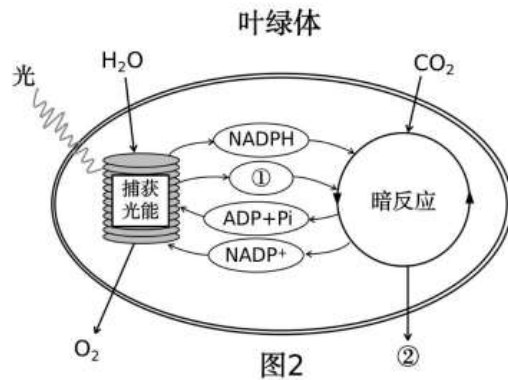 叶绿体
光
H₂O
CO₂
NADPH
①
捕获
光能
ADP+Pi
NADP⁺
暗反应
O₂
②
图2